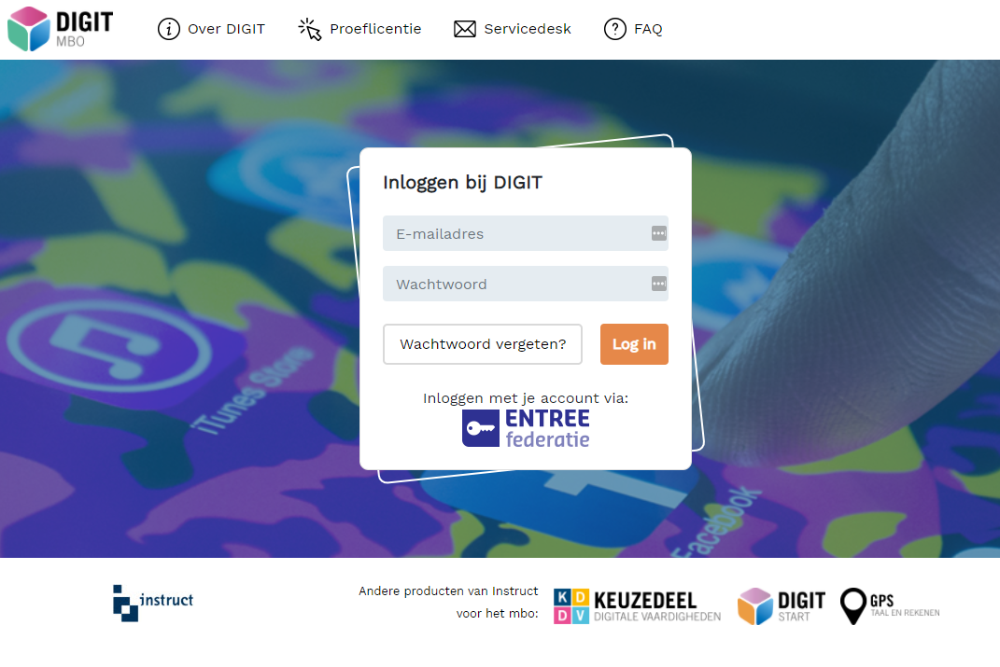 DIGIT
MBO
Over DIGIT
Proeflicentie
Servicedesk
FAQ
Inloggen bij DIGIT
E-mailadres
Wachtwoord
Wachtwoord vergeten?
Log in
Inloggen met je account via:
ENTREE
federatie
iTunes Store
Facebook
instruct
Andere producten van Instruct
voor het mbo:
K D
D V
KEUZEDEEL
DIGITALE VAARDIGHEDEN
DIGIT
START
GPS
TAAL EN REKENEN